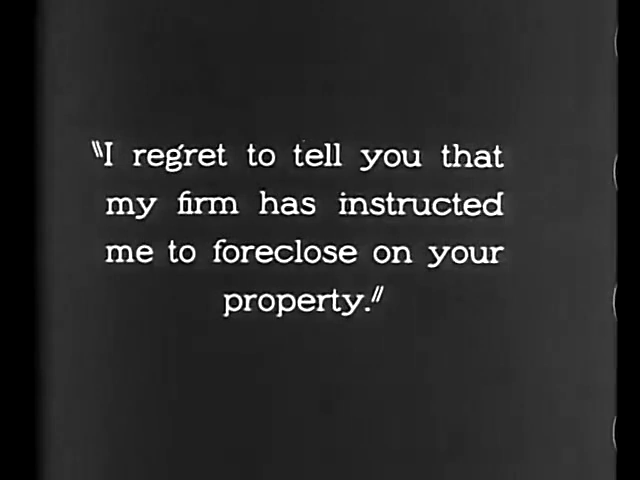 "I regret to tell you that
my firm has instructed
me to foreclose on your
property."